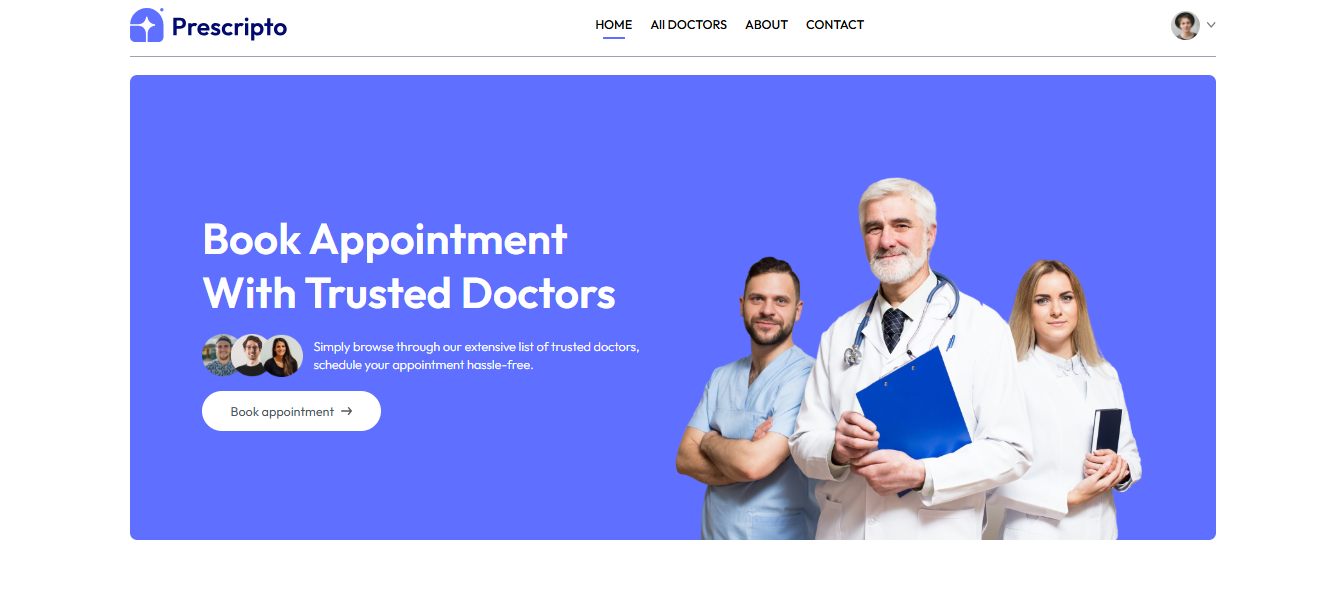 Prescripto
HOME
All DOCTORS
ABOUT
CONTACT
Book Appointment
With Trusted Doctors
Simply browse through our extensive list of trusted doctors,
schedule your appointment hassle-free.
Book appointment →